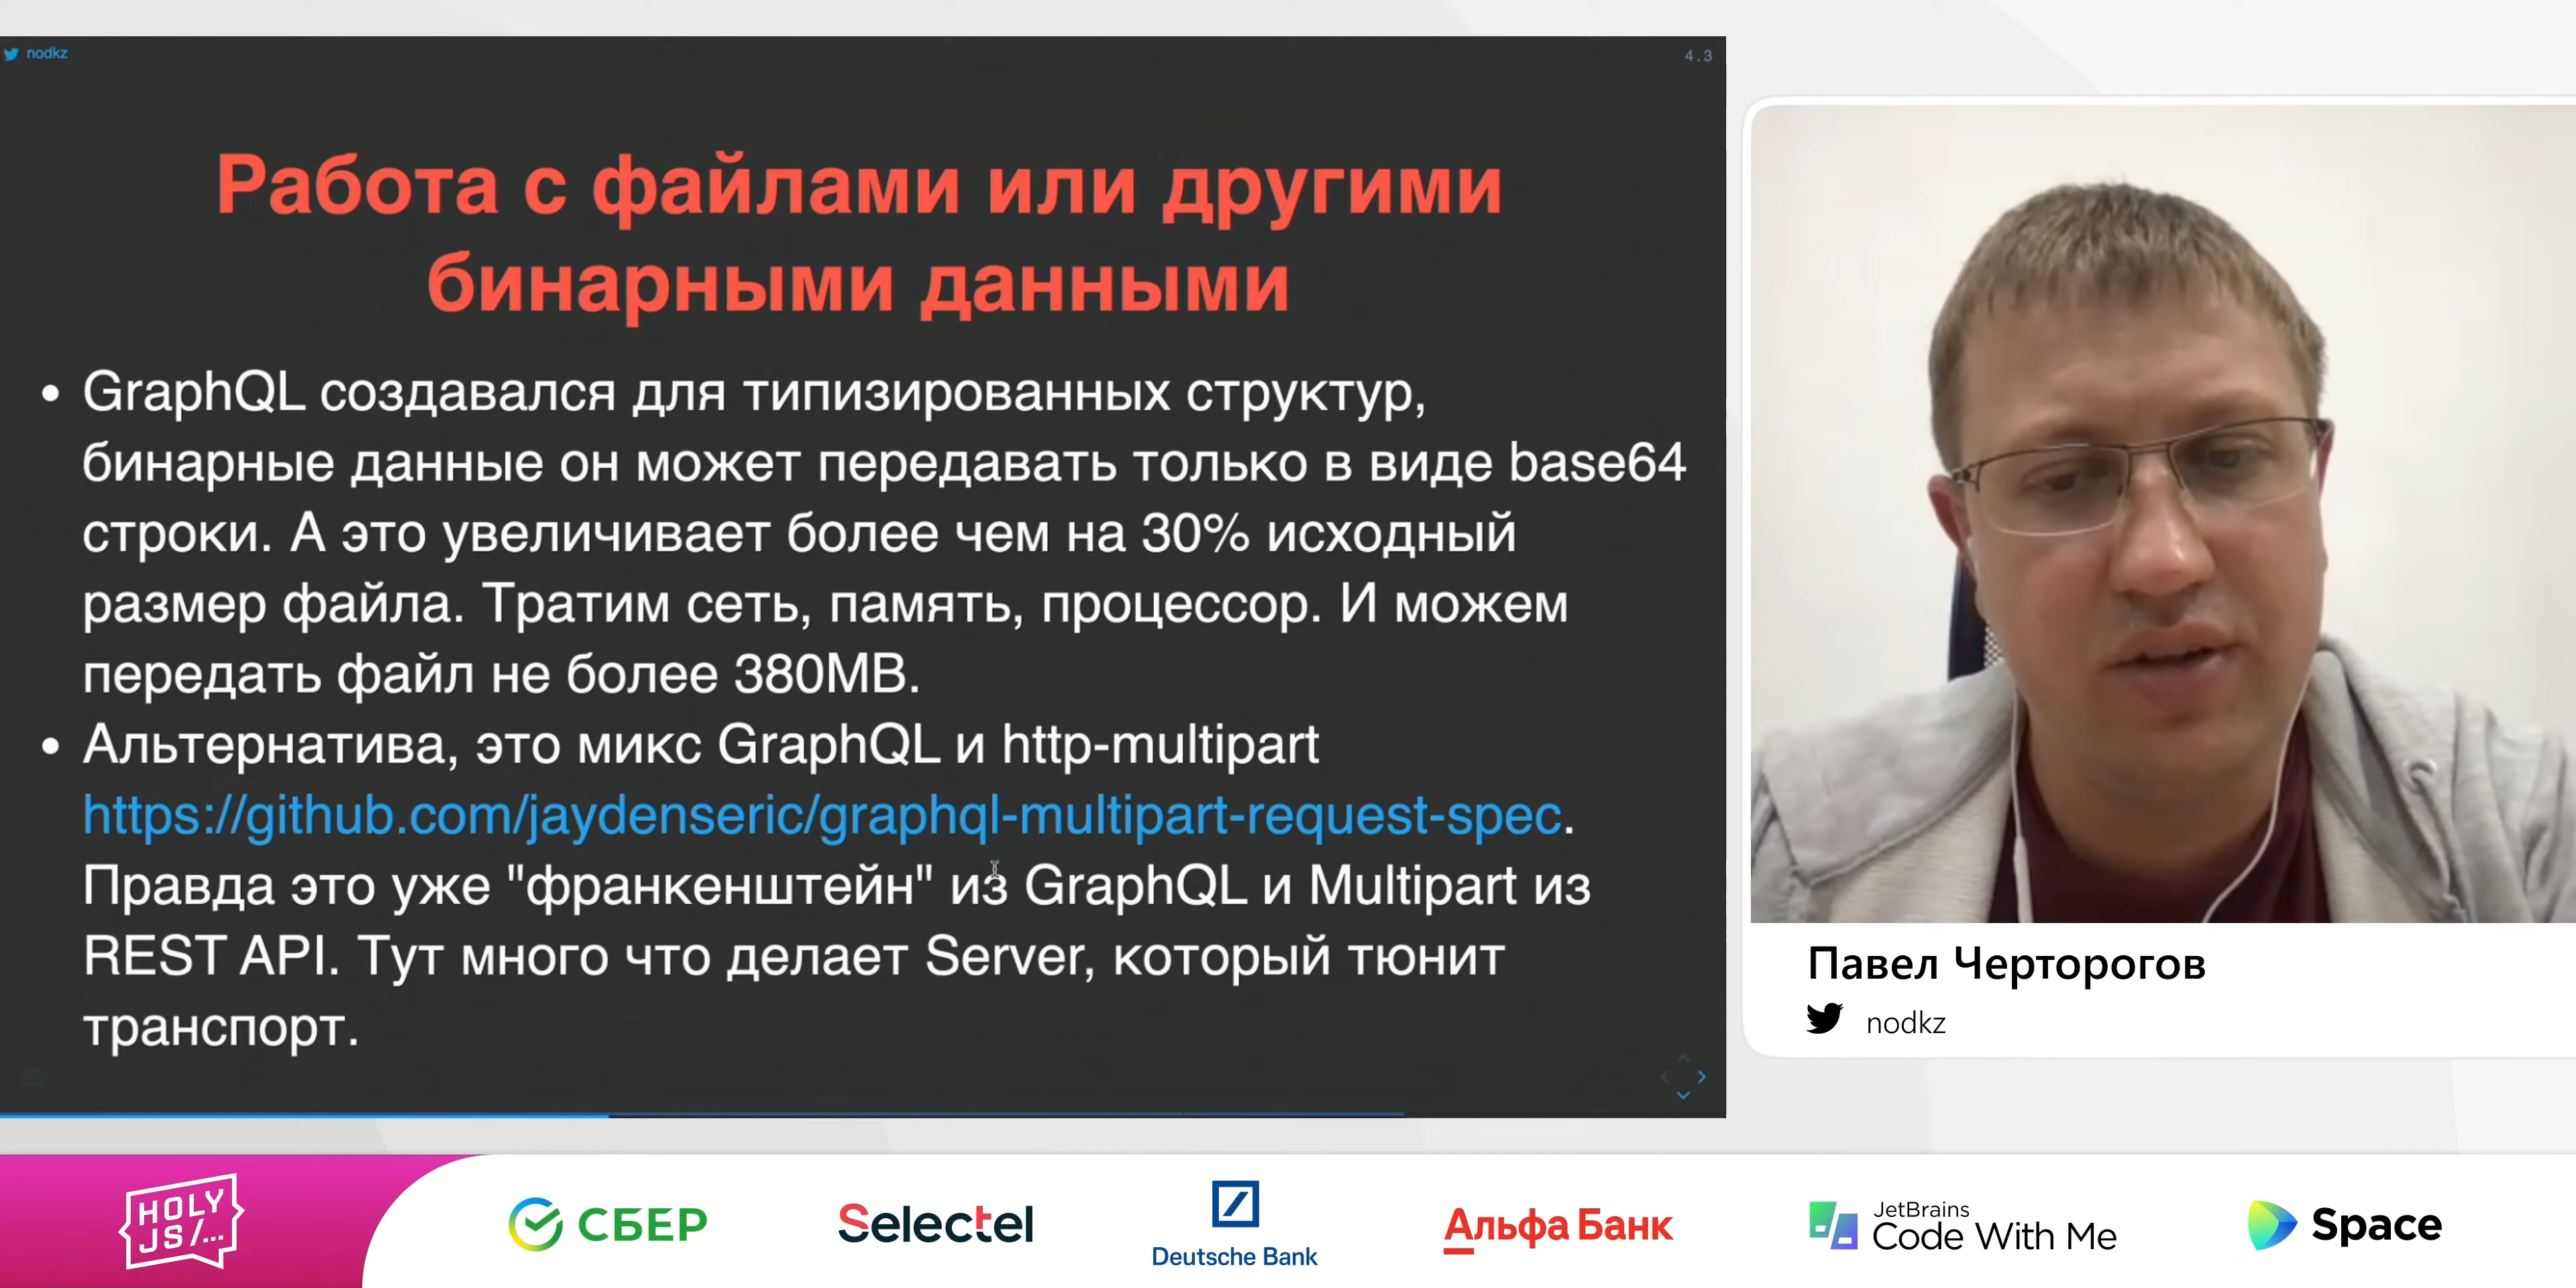 nodkz
4.3
Работа с файлами или другими
бинарными данными
• GraphQL создавался для типизированных структур,
бинарные данные он может передавать только в виде base64
строки. А это увеличивает более чем на 30% исходный
размер файла. Тратим сеть, память, процессор. И можем
передать файл не более 380MB.
• Альтернатива, это микс GraphQL и http-multipart
https://github.com/jaydenseric/graphql-multipart-request-spec.
Правда это уже "франкенштейн" из GraphQL и Multipart из
REST API. Тут много что делает Server, который тюнит
транспорт.
Павел Черторогов
nodkz
HOLY
JS/...
СБЕР
Selectel
Deutsche Bank
Альфа Банк
JetBrains
Code With Me
Space